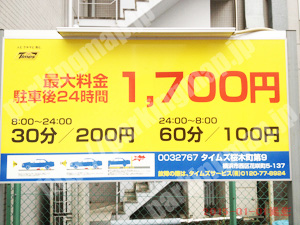 Times
最大料金
駐車後24時間
1,700円
8:00~24:00
30分/200円
24:00~8:00
60分/100円
0032767 タイムズ桜木町第9
5-137
タイムズサービス(株)0120-77-8924